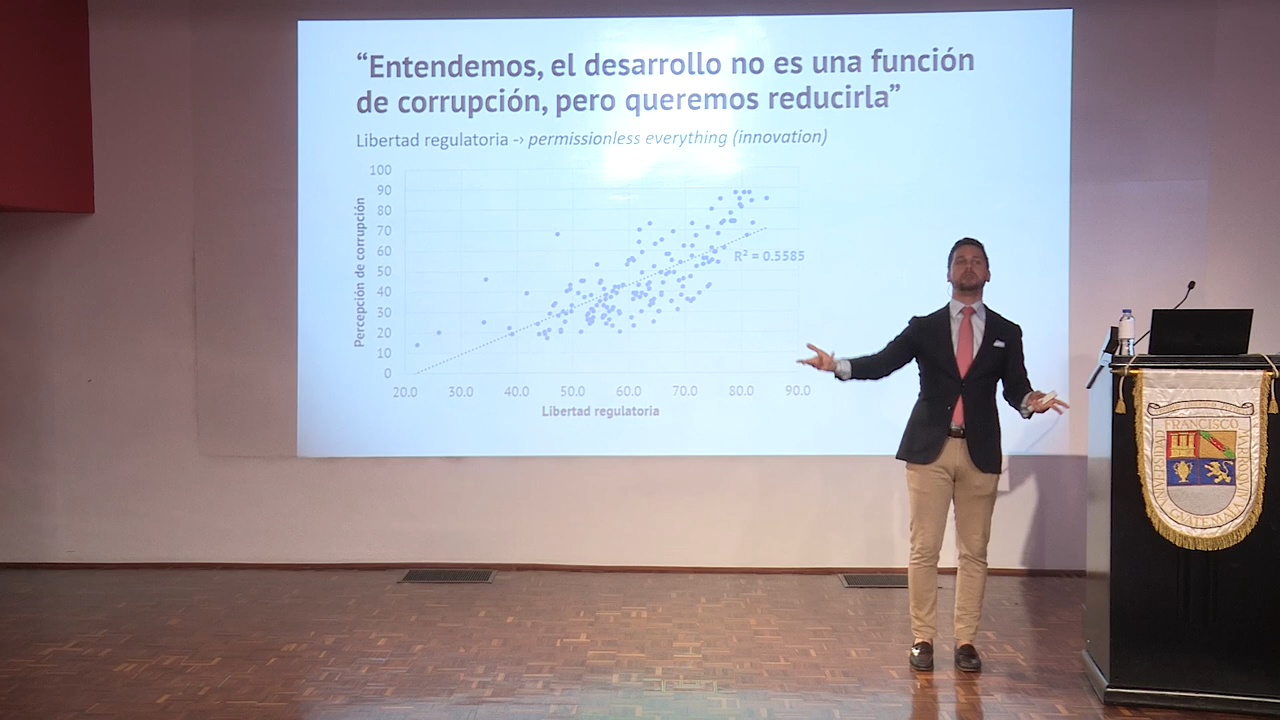 “Entendemos, el desarrollo no es una función
de corrupción, pero queremos reducirla”
Libertad regulatoria -› permissionless everything (innovation)
Percepción de corrupción
100
90
80
70
60
50
40
30
20
10
0
R² = 0.5585
20.0 30.0 40.0 50.0 60.0 70.0 80.0 90.0
Libertad regulatoria
UNIVERSIDAD FRANCISCO MARROQUIN
GUATEMALA